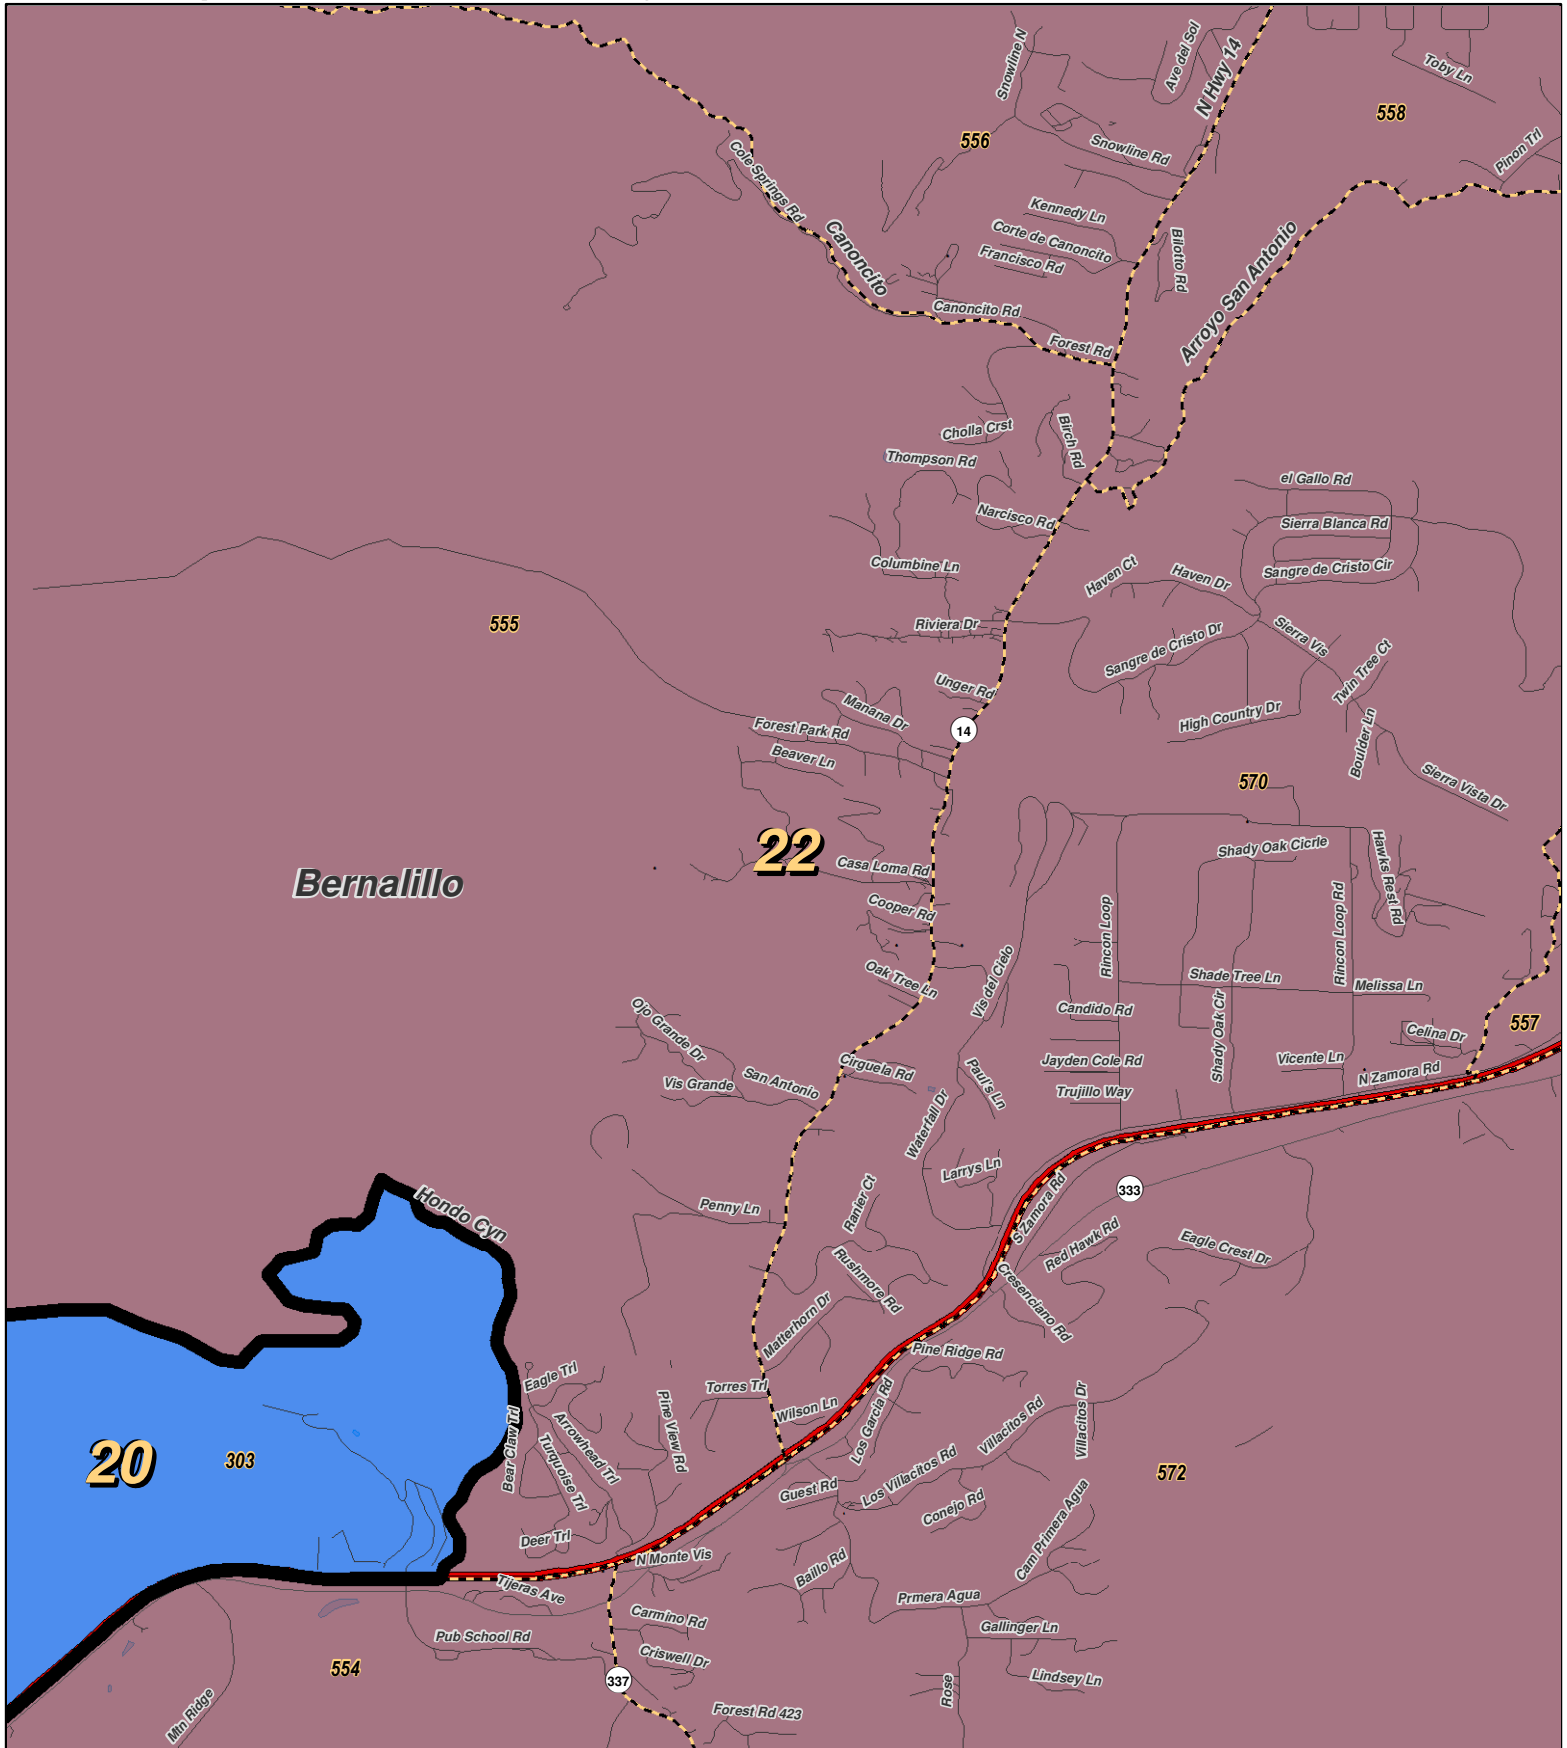 Snowline N
Ave del Sol
N Hwy 14
Toby Ln
558
556
Snowline Rd
Pinon Trl
Cole Springs Rd
Kennedy Ln
Corte de Canoncito
Francisco Rd
Bilotto Rd
Canoncito
Arroyo San Antonio
Canoncito Rd
Forest Rd
Cholla Crst
Birch Rd
Thompson Rd
el Gallo Rd
Narcisco Rd
Sierra Blanca Rd
Columbine Ln
Haven Ct
Haven Dr
Sangre de Cristo Cir
555
Riviera Dr
Sangre de Cristo Dr
Sierra Vis
Twin Tree Ct
Unger Rd
Manana Dr
High Country Dr
Forest Park Rd
14
Boulder Ln
Beaver Ln
570
Sierra Vista Dr
22
Shady Oak Cicrle
Hawks Rest Rd
Bernalillo
Casa Loma Rd
Cooper Rd
Rincon Loop
Rincon Loop Rd
Oak Tree Ln
Vis del Cielo
Shade Tree Ln
Melissa Ln
Ojo Grande Dr
Candido Rd
Shady Oak Cir
557
Celina Dr
Cirguela Rd
Jayden Cole Rd
Vicente Ln
N Zamora Rd
Vis Grande
San Antonio
Paul's Ln
Trujillo Way
Waterfall Dr
Larrys Ln
333
Hondo Cyn
Penny Ln
Ranier Ct
S Zamora Rd
Red Hawk Rd
Eagle Crest Dr
Rushmore Rd
Cresenciano Rd
Matterhorn Dr
Pine Ridge Rd
Eagle Trl
Torres Trl
Pine View Rd
Wilson Ln
Los Garcia Rd
Villacitos Rd
Villacitos Dr
Bear Claw Trl
Arrowhead Trl
Turquoise Trl
20
303
Los Villacitos Rd
572
Guest Rd
Conejo Rd
Cam Primera Agua
Deer Trl
N Monte Vis
Baillo Rd
Tijeras Ave
Prmera Agua
Carmino Rd
Gallinger Ln
Pub School Rd
Criswell Dr
554
337
Lindsey Ln
Rose
Mtn Ridge
Forest Rd 423